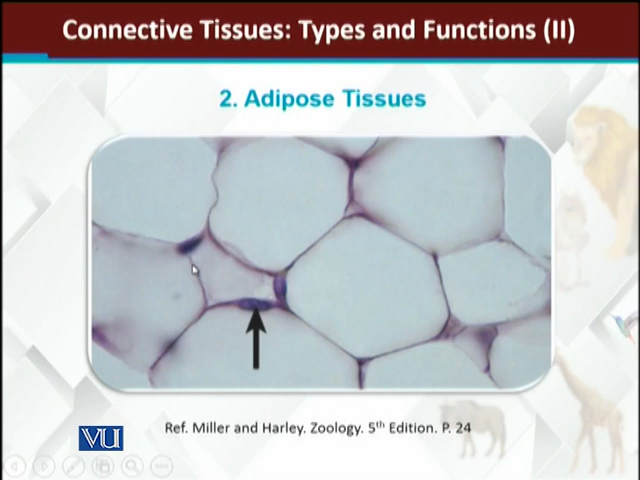 Connective Tissues: Types and Functions (II)
2. Adipose Tissues
Ref. Miller and Harley. Zoology. 5th Edition. P. 24
VU